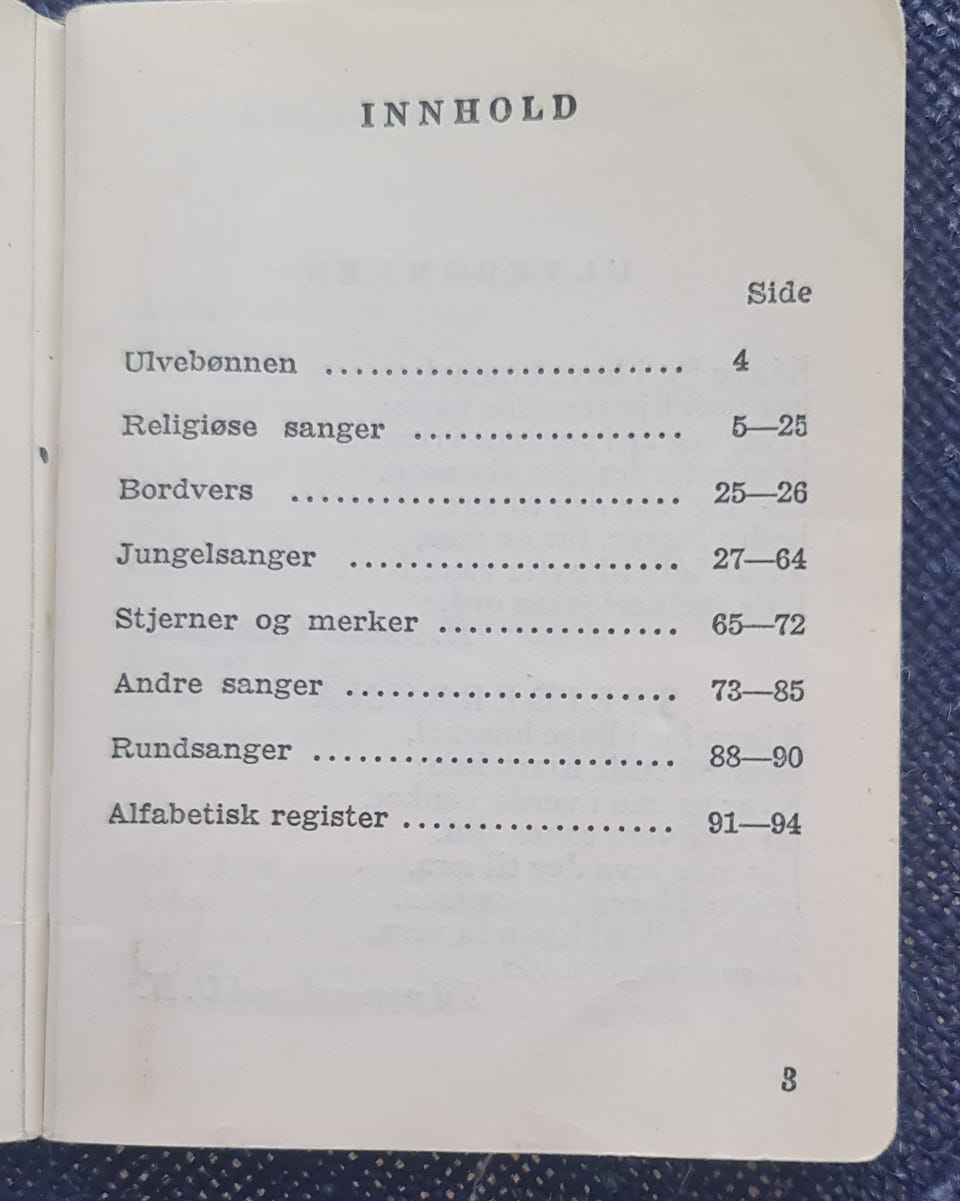 INNHOLD
Side
Ulvebønnen ........................ 4
Religiøse sanger .................. 5—25
Bordvers .......................... 25—26
Jungelsanger ...................... 27—64
Stjerner og merker ................ 65—72
Andre sanger ...................... 73—85
Rundsanger ........................ 88—90
Alfabetisk register .................. 91—94
3